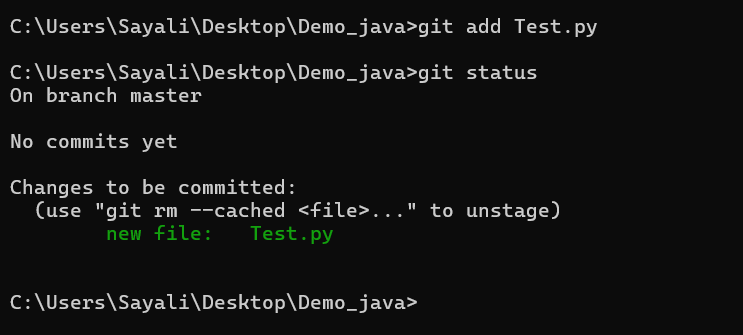 C:\Users\Sayali\Desktop\Demo_java>git add Test.py
C:\Users\Sayali\Desktop\Demo_java>git status
On branch master
No commits yet
Changes to be committed:
  (use "git rm --cached <file>..." to unstage)
        new file:   Test.py
C:\Users\Sayali\Desktop\Demo_java>